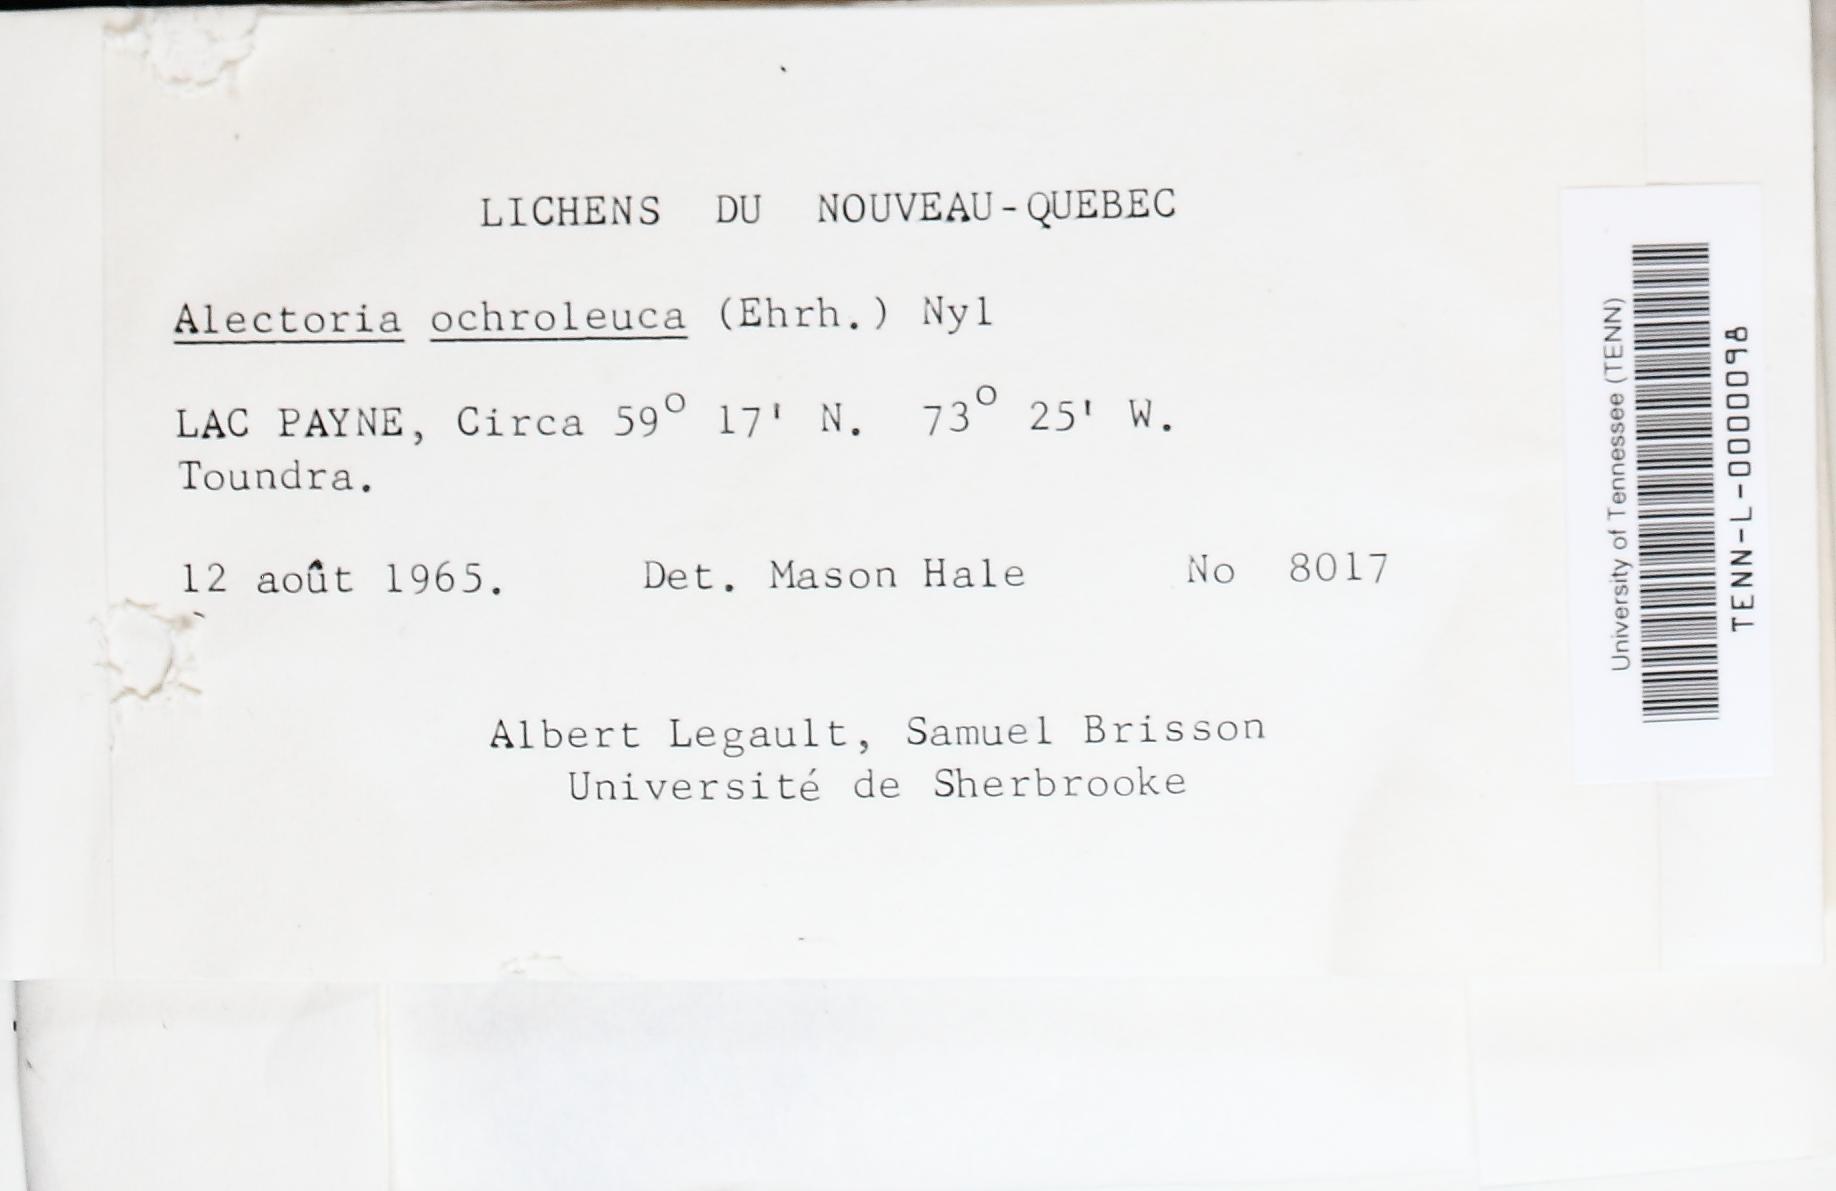 LICHENS DU NOUVEAU-QUEBEC
Alectoria ochroleuca (Ehrh.) Nyl
LAC PAYNE, Circa 59° 17' N. 73° 25' W.
Toundra.
12 août 1965. Det. Mason Hale No 8017
Albert Legault, Samuel Brisson
Université de Sherbrooke
University of Tennessee (TENN)
TENN-L-0000098